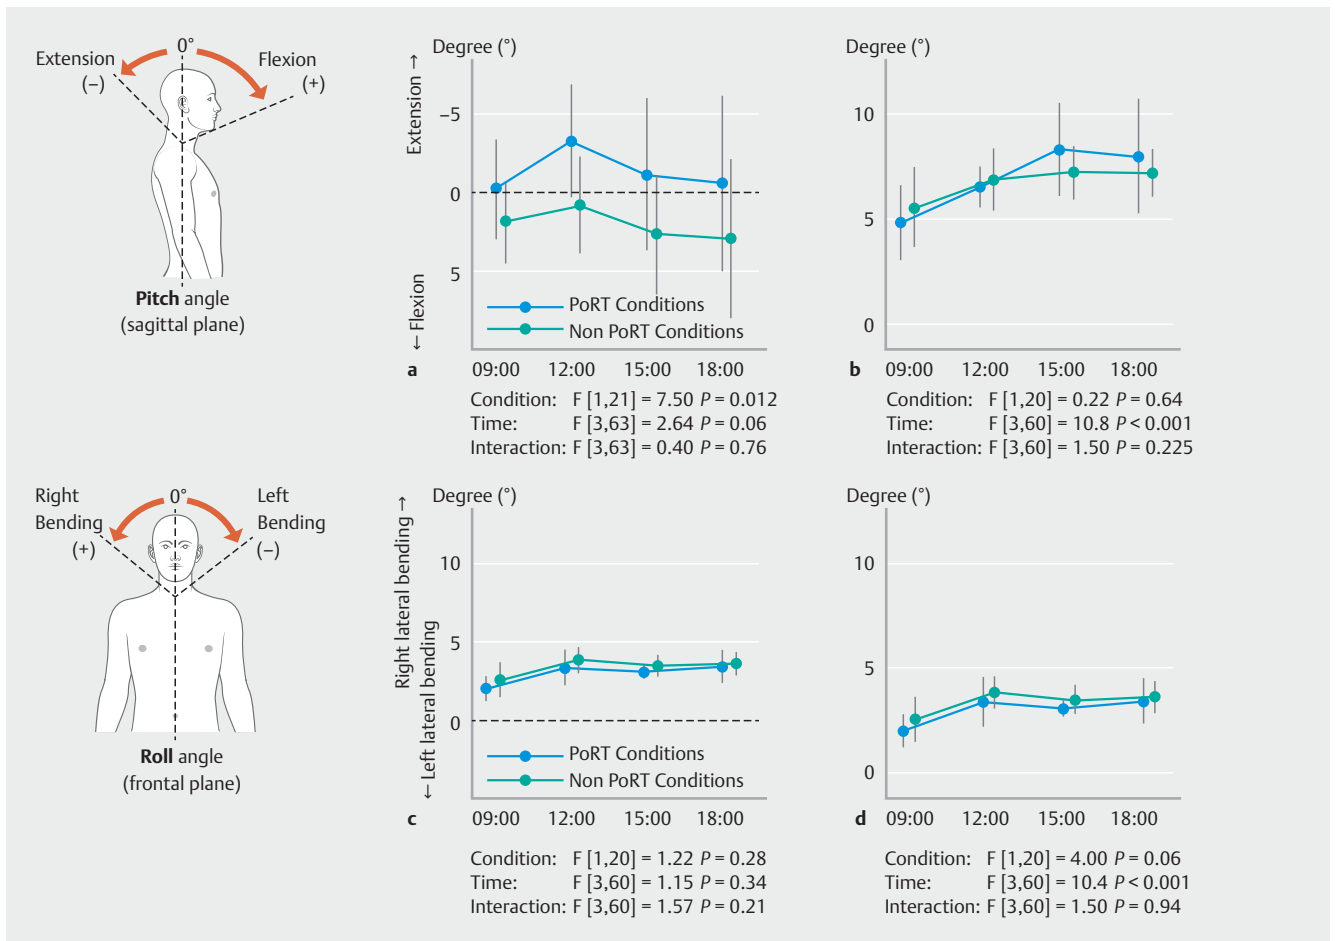 0°
Extension
(–)
Flexion
(+)
Pitch angle
(sagittal plane)
Degree (°)
Extension →
← Flexion
–5
0
5
PoRT Conditions
Non PoRT Conditions
09:00 12:00 15:00 18:00
a
Condition: F [1,21] = 7.50 P = 0.012
Time: F [3,63] = 2.64 P = 0.06
Interaction: F [3,63] = 0.40 P = 0.76
Degree (°)
10
5
0
09:00 12:00 15:00 18:00
b
Condition: F [1,20] = 0.22 P = 0.64
Time: F [3,60] = 10.8 P < 0.001
Interaction: F [3,60] = 1.50 P = 0.225
Right
Bending
(+)
0°
Left
Bending
(–)
Roll angle
(frontal plane)
Degree (°)
Right lateral bending →
← Left lateral bending
10
5
0
PoRT Conditions
Non PoRT Conditions
09:00 12:00 15:00 18:00
c
Condition: F [1,20] = 1.22 P = 0.28
Time: F [3,60] = 1.15 P = 0.34
Interaction: F [3,60] = 1.57 P = 0.21
Degree (°)
10
5
0
09:00 12:00 15:00 18:00
d
Condition: F [1,20] = 4.00 P = 0.06
Time: F [3,60] = 10.4 P < 0.001
Interaction: F [3,60] = 1.50 P = 0.94